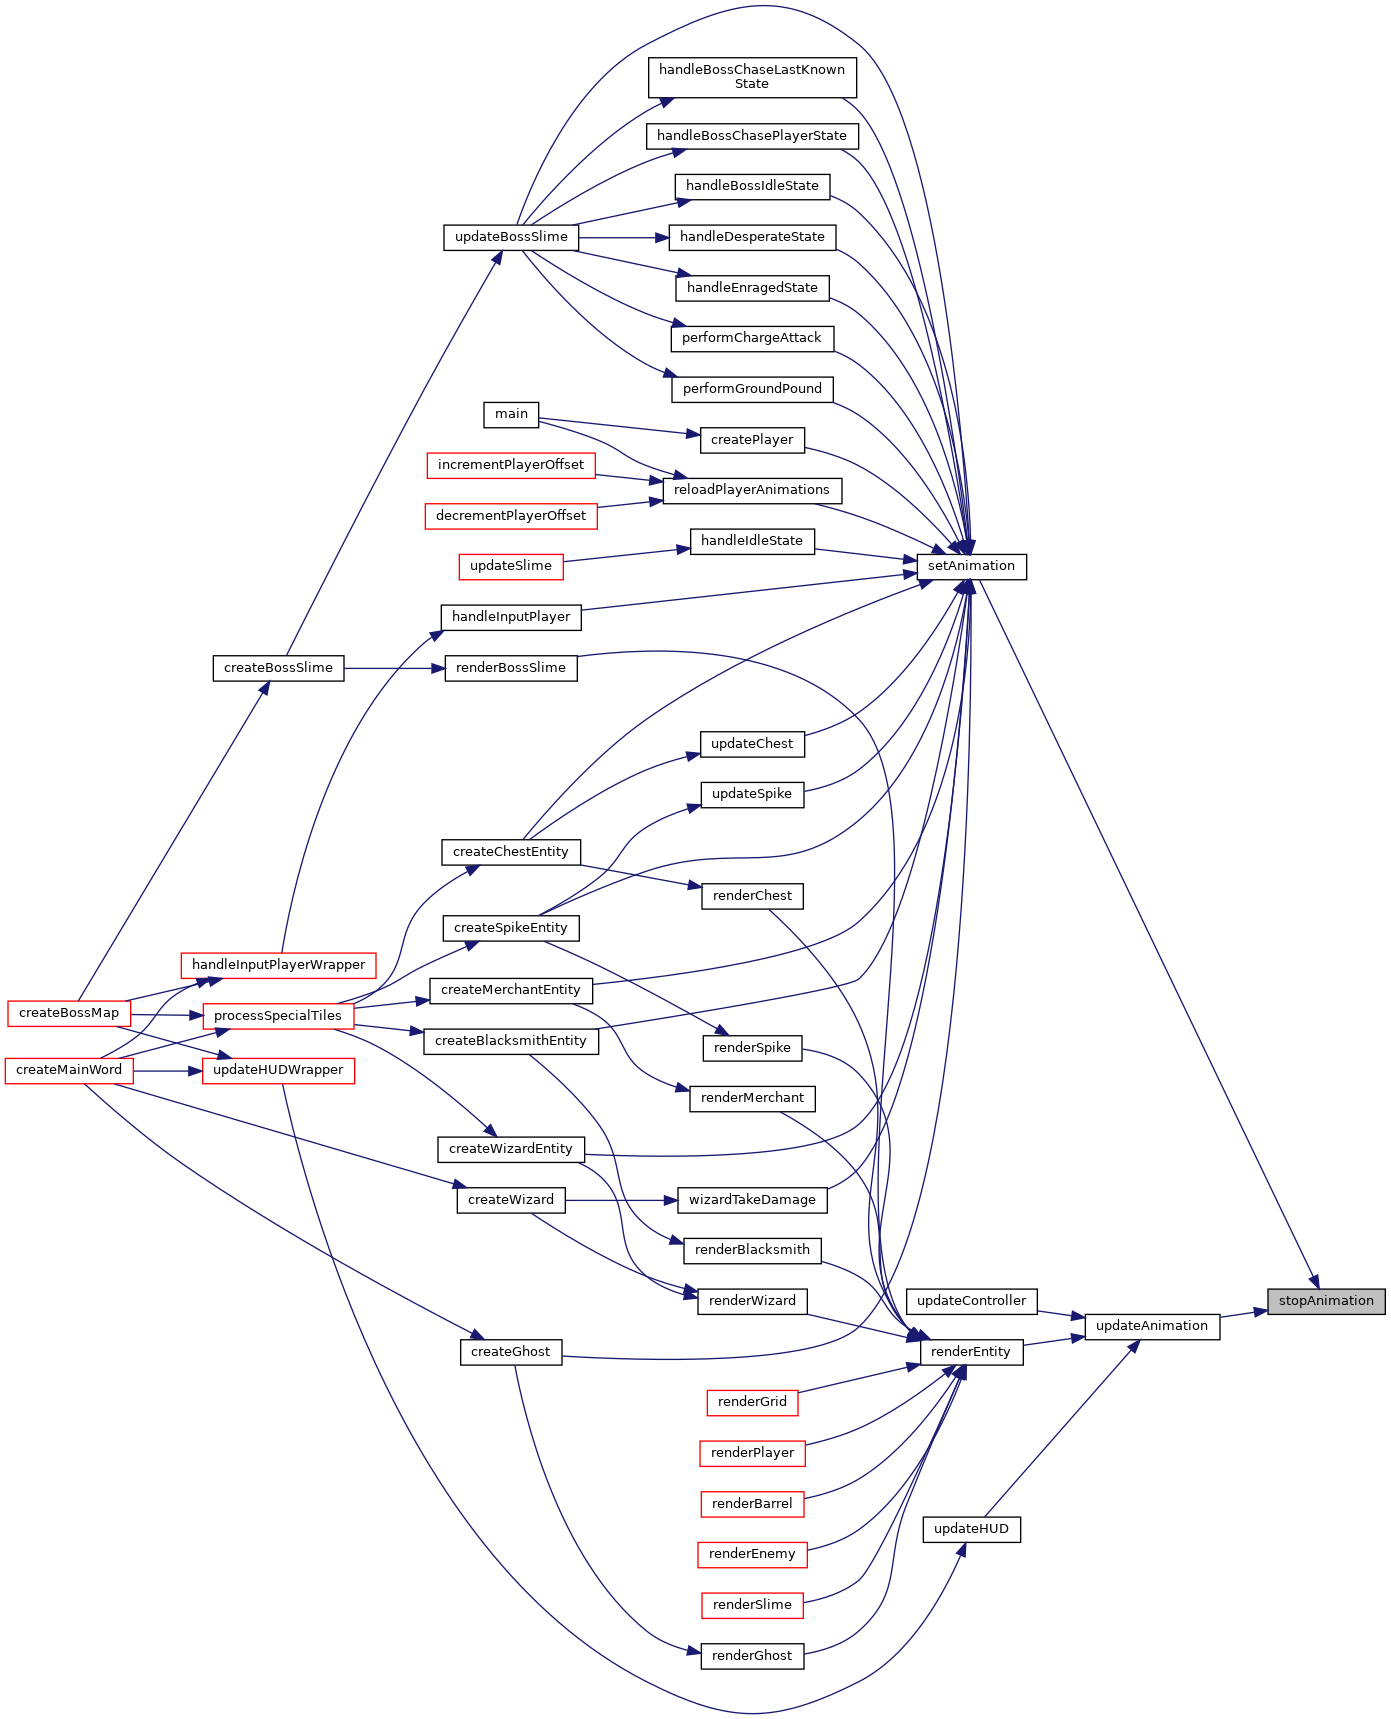 handleBossChaseLastKnown
State
handleBossChasePlayerState
handleBossIdleState
updateBossSlime
handleDesperateState
handleEnragedState
performChargeAttack
performGroundPound
main
createPlayer
incrementPlayerOffset
reloadPlayerAnimations
decrementPlayerOffset
handleIdleState
updateSlime
setAnimation
handleInputPlayer
createBossSlime
renderBossSlime
updateChest
updateSpike
createChestEntity
renderChest
createSpikeEntity
handleInputPlayerWrapper
createMerchantEntity
createBossMap
processSpecialTiles
createBlacksmithEntity
renderSpike
createMainWord
updateHUDWrapper
renderMerchant
createWizardEntity
createWizard
wizardTakeDamage
renderBlacksmith
renderWizard
updateController
stopAnimation
updateAnimation
createGhost
renderEntity
renderGrid
renderPlayer
renderBarrel
updateHUD
renderEnemy
renderSlime
renderGhost